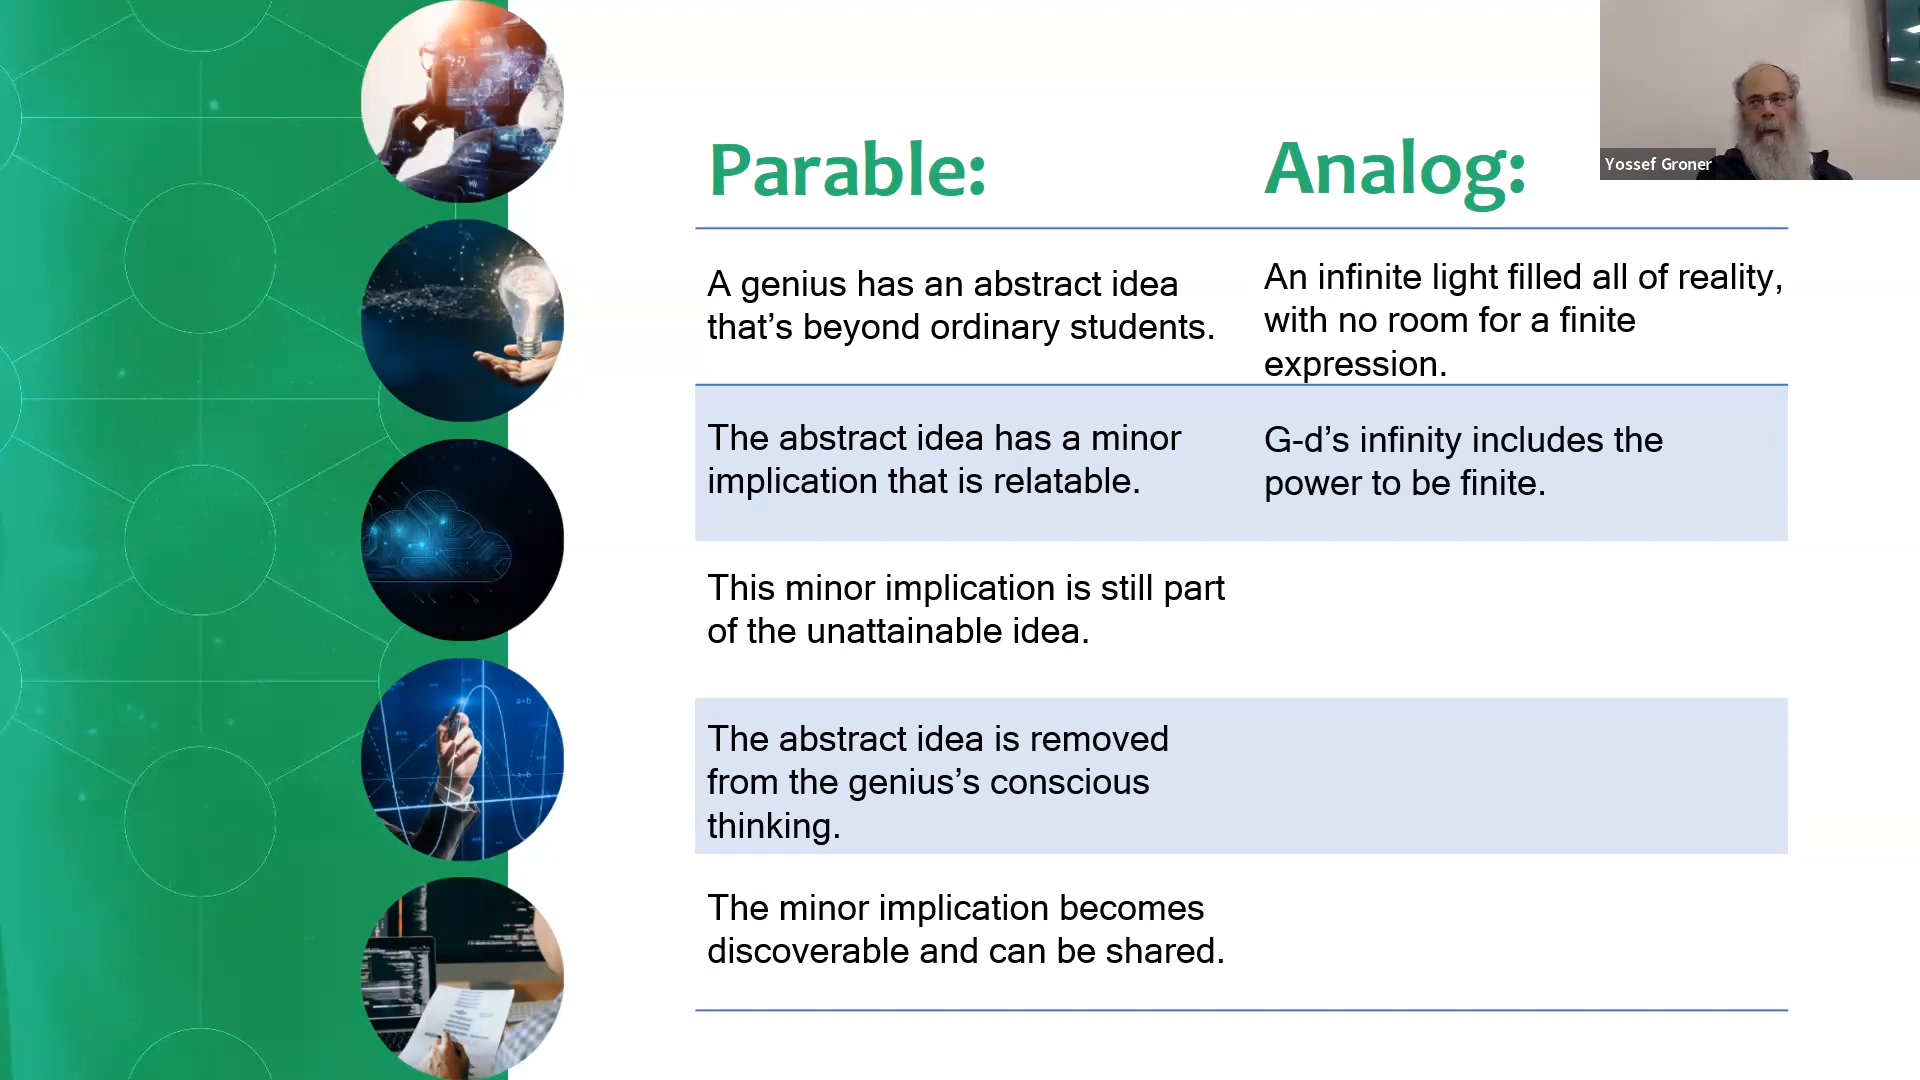 Parable:
Analog:
Yossef Groner
A genius has an abstract idea
that’s beyond ordinary students.
An infinite light filled all of reality,
with no room for a finite
expression.
The abstract idea has a minor
implication that is relatable.
G-d’s infinity includes the
power to be finite.
This minor implication is still part
of the unattainable idea.
The abstract idea is removed
from the genius’s conscious
thinking.
The minor implication becomes
discoverable and can be shared.